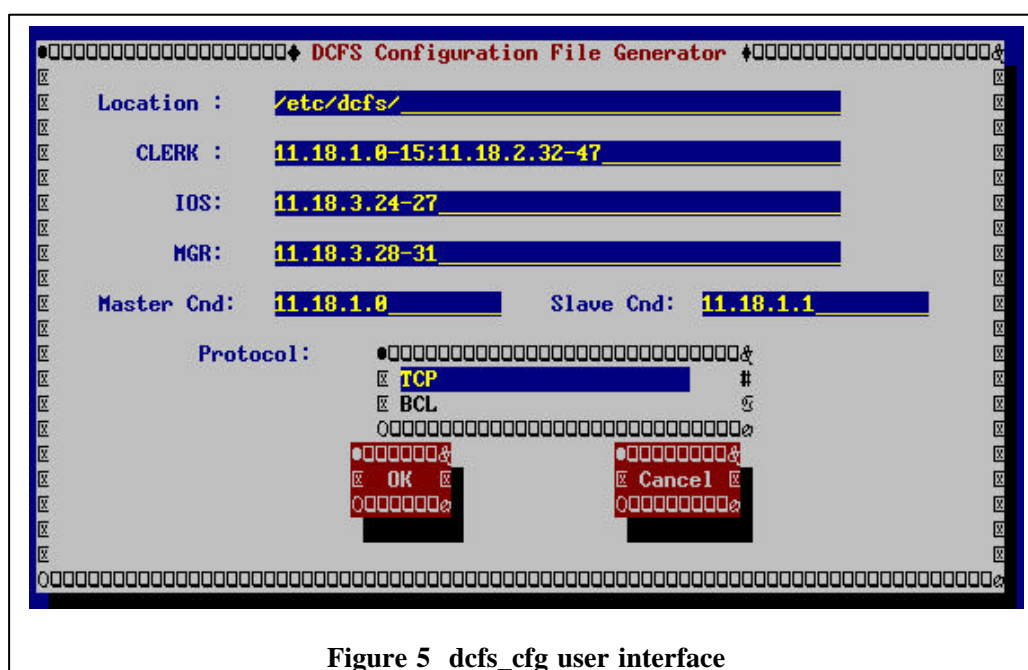 DCFS Configuration File Generator
Location : /etc/dcfs/
CLERK : 11.18.1.0-15;11.18.2.32-47
IOS: 11.18.3.24-27
MGR: 11.18.3.28-31
Master Cnd: 11.18.1.0 Slave Cnd: 11.18.1.1
Protocol:
TCP
BCL
OK Cancel
Figure 5 dcfs_cfg user interface